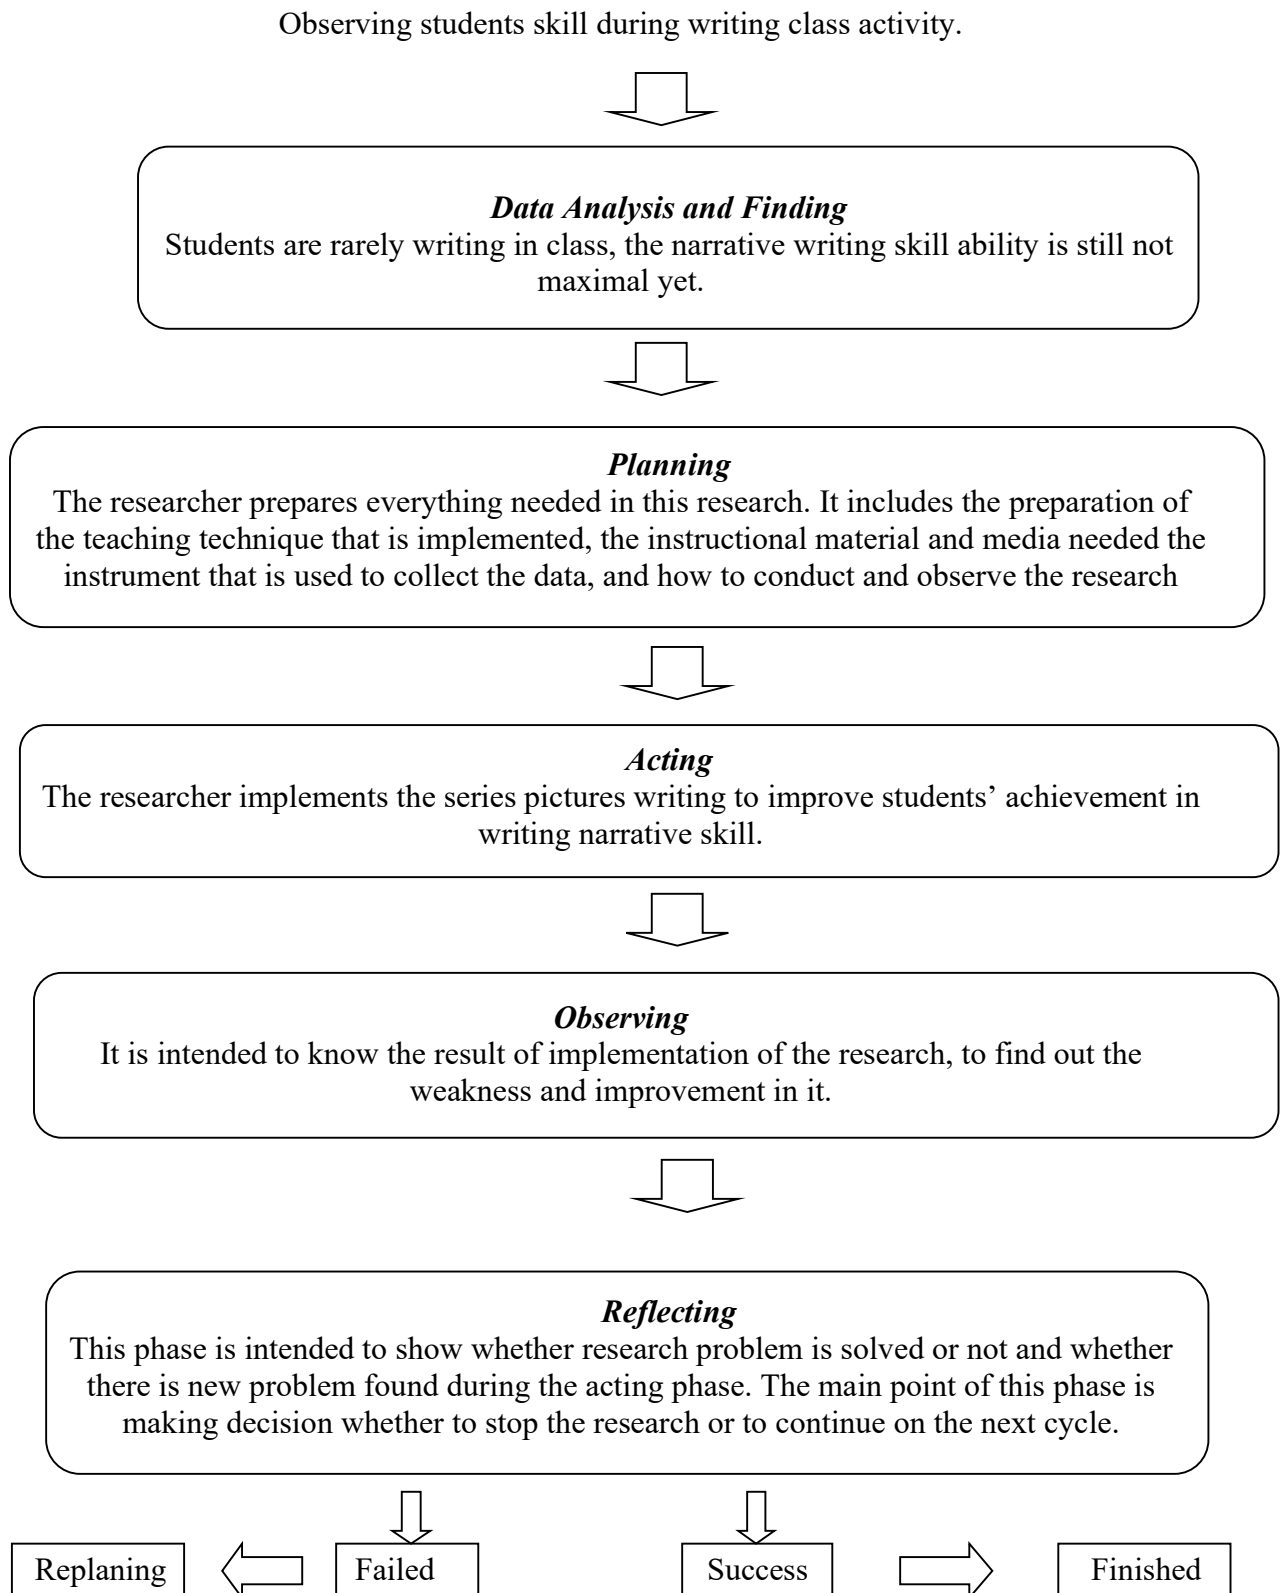 Observing students skill during writing class activity.
Data Analysis and Finding
Students are rarely writing in class, the narrative writing skill ability is still not
maximal yet.
Planning
The researcher prepares everything needed in this research. It includes the preparation of
the teaching technique that is implemented, the instructional material and media needed the
instrument that is used to collect the data, and how to conduct and observe the research
Acting
The researcher implements the series pictures writing to improve students’ achievement in
writing narrative skill.
Observing
It is intended to know the result of implementation of the research, to find out the
weakness and improvement in it.
Reflecting
This phase is intended to show whether research problem is solved or not and whether
there is new problem found during the acting phase. The main point of this phase is
making decision whether to stop the research or to continue on the next cycle.
Replaning Failed Success Finished